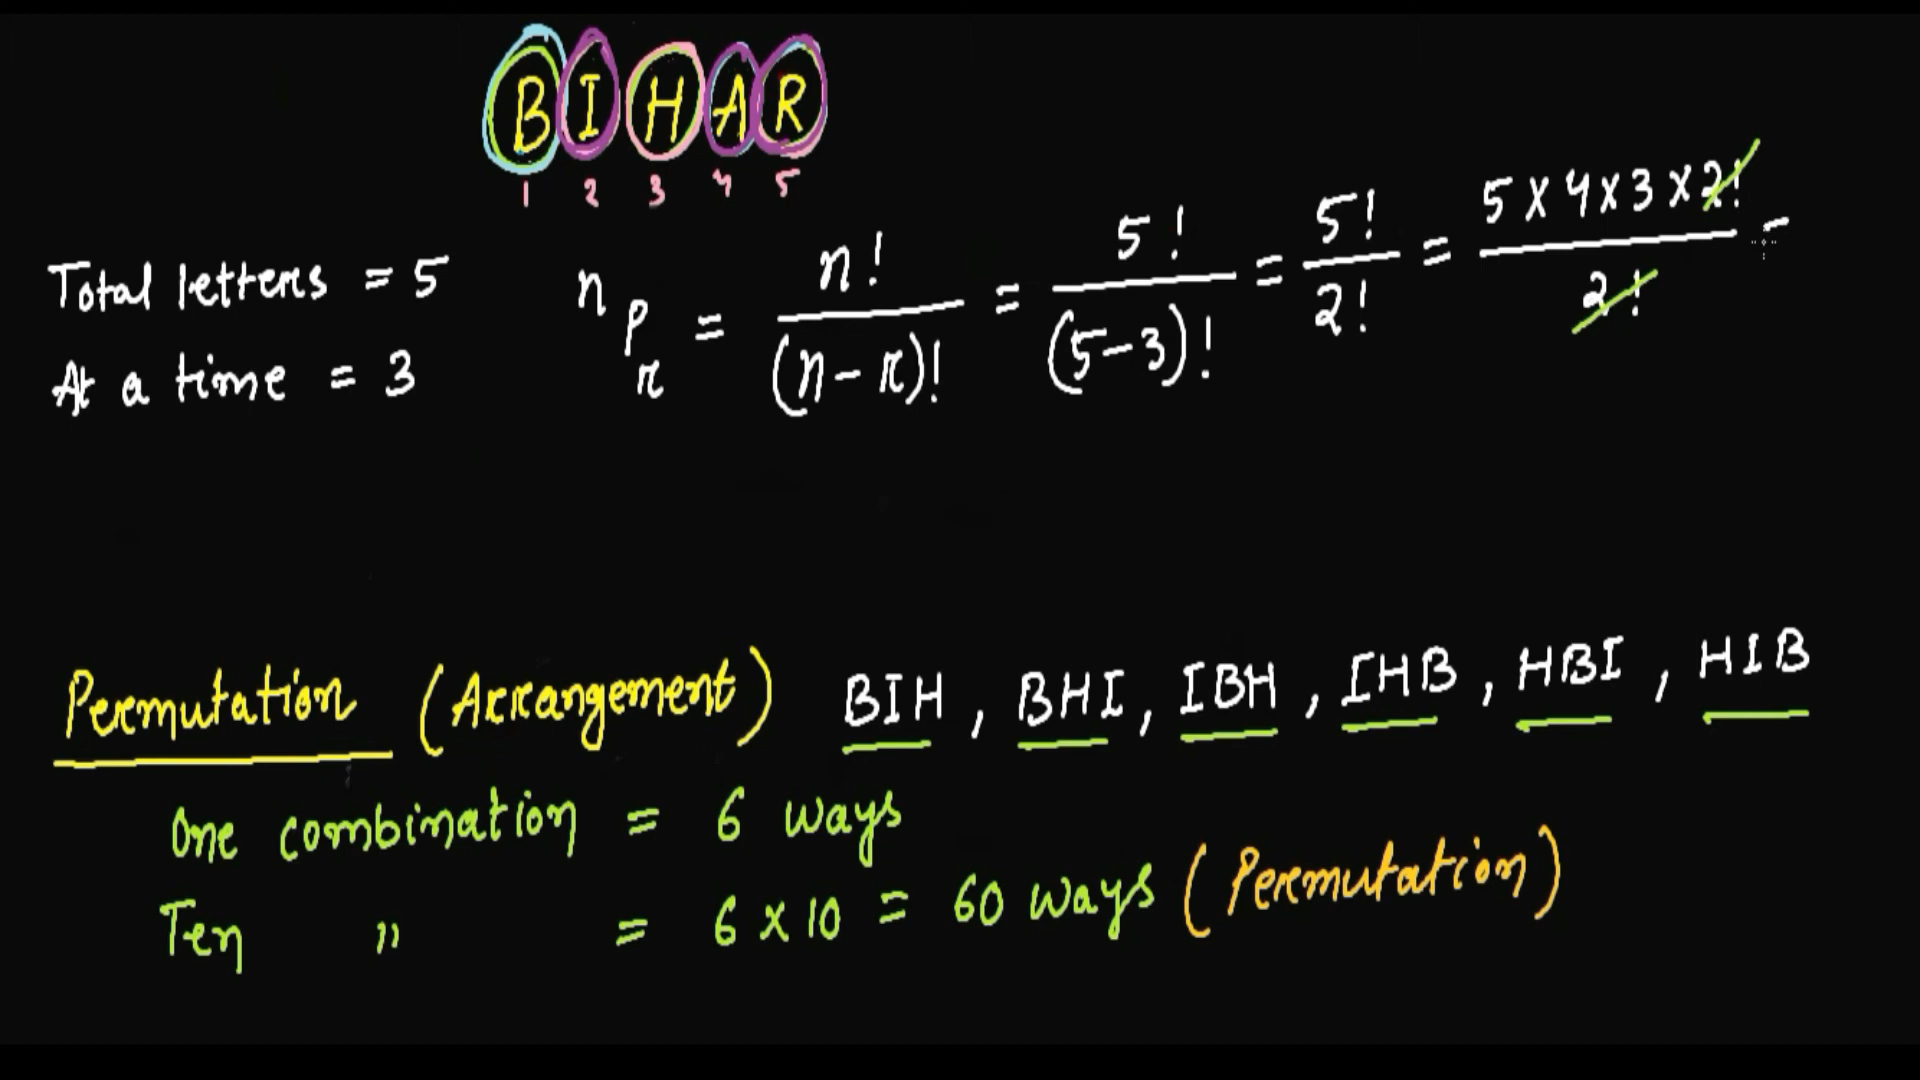 BIHAR
1 2 3 4 5
Total letters = 5
At a time = 3
n P r = n! / (n-r)! = 5! / (5-3)! = 5! / 2! = 5 x 4 x 3 x 2! / 2! =
Permutation (Arrangement) BIH, BHI, IBH, IHB, HBI, HIB
One combination = 6 ways
Ten " = 6 x 10 = 60 ways (Permutation)